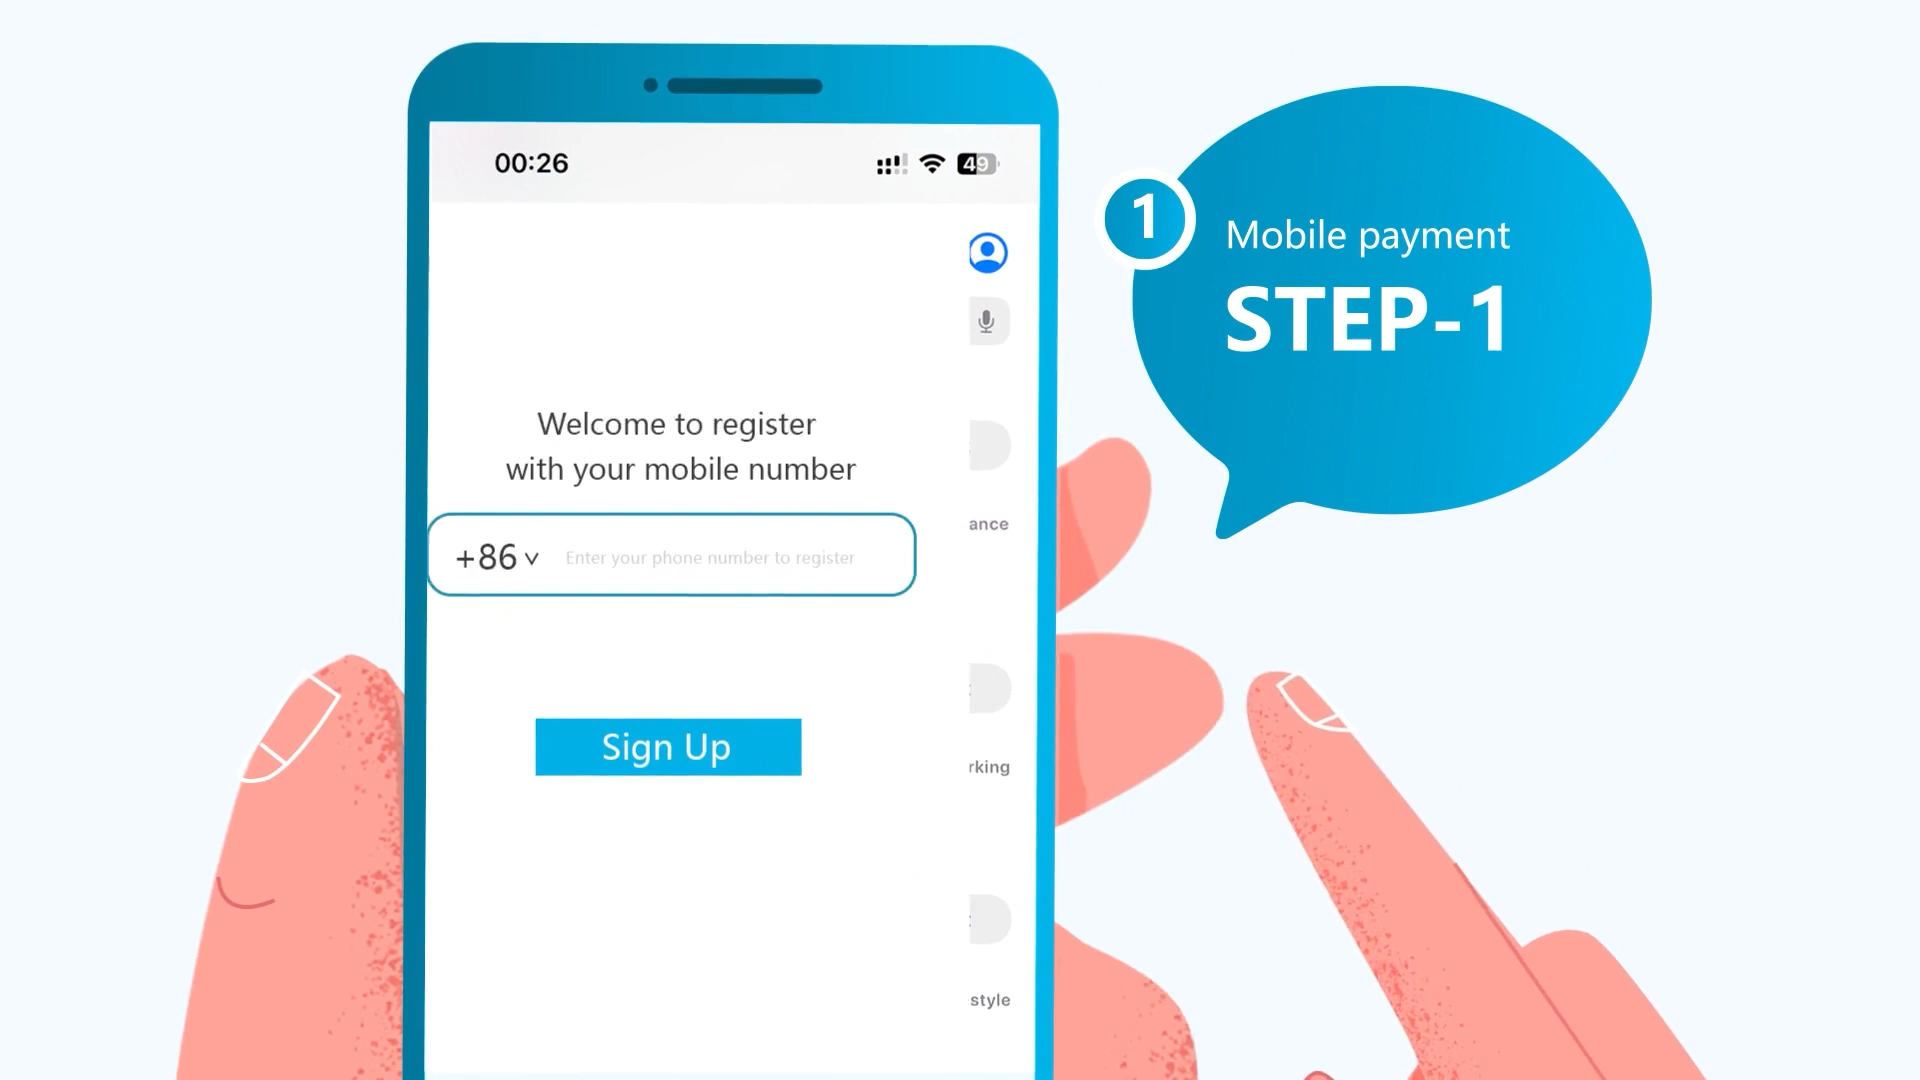 00:26
49
1
Mobile payment
STEP-1
Welcome to register
with your mobile number
ance
+86
Enter your phone number to register
Sign Up
rking
style